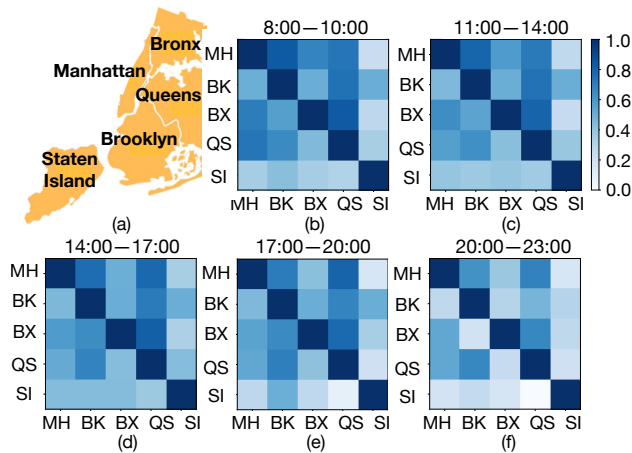 Bronx
Manhattan
Queens
Brooklyn
Staten
Island
(a)
8:00—10:00
MH
BK
BX
QS
SI
MH BK BX QS SI
(b)
11:00—14:00
MH
BK
BX
QS
SI
MH BK BX QS SI
(c)
1.0
0.8
0.6
0.4
0.2
0.0
14:00—17:00
MH
BK
BX
QS
SI
MH BK BX QS SI
(d)
17:00—20:00
MH
BK
BX
QS
SI
MH BK BX QS SI
(e)
20:00—23:00
MH
BK
BX
QS
SI
MH BK BX QS SI
(f)